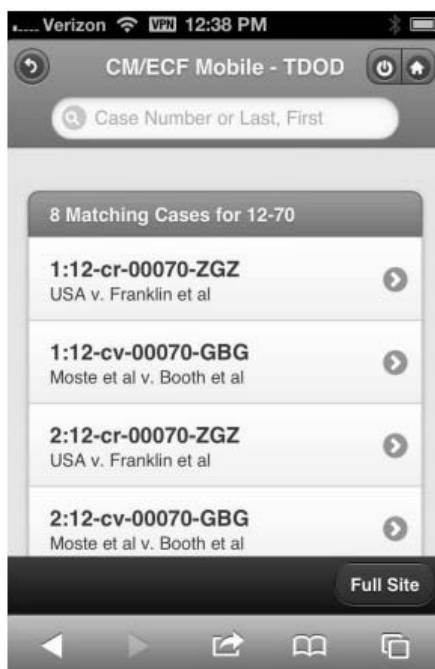 Verizon VPN 12:38 PM
CM/ECF Mobile - TDOD
Case Number or Last, First
8 Matching Cases for 12-70
1:12-cr-00070-ZGZ
USA v. Franklin et al
1:12-cv-00070-GBG
Moste et al v. Booth et al
2:12-cr-00070-ZGZ
USA v. Franklin et al
2:12-cv-00070-GBG
Moste et al v. Booth et al
Full Site